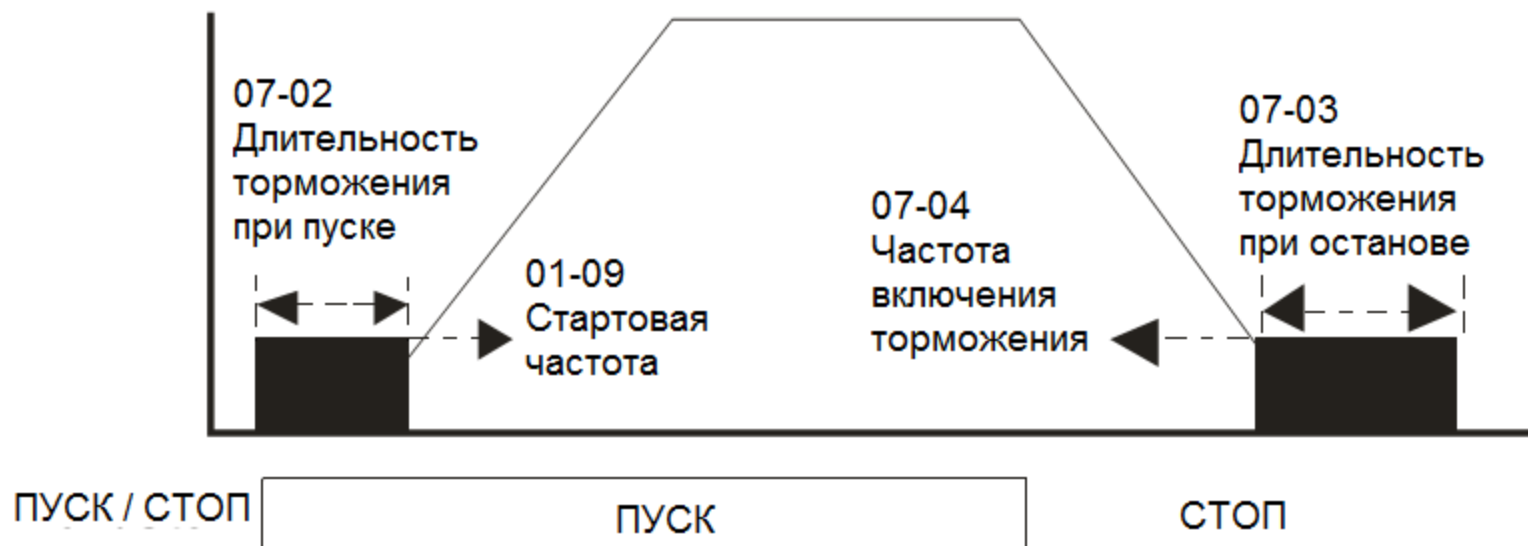 07-02
Длительность
торможения
при пуске
01-09
Стартовая
частота
07-04
Частота
включения
торможения
07-03
Длительность
торможения
при останове
ПУСК / СТОП
ПУСК
СТОП